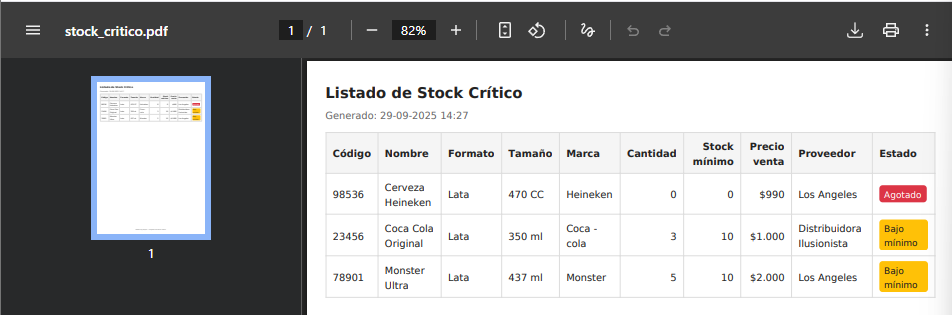 stock_critico.pdf
1 / 1
82%
1
Listado de Stock Crítico
Generado: 29-09-2025 14:27
Código Nombre Formato Tamaño Marca Cantidad Stock mínimo Precio venta Proveedor Estado
98536 Cerveza Heineken Lata 470 CC Heineken 0 0 $990 Los Angeles Agotado
23456 Coca Cola Original Lata 350 ml Coca - cola 3 10 $1.000 Distribuidora Ilusionista Bajo mínimo
78901 Monster Ultra Lata 437 ml Monster 5 10 $2.000 Los Angeles Bajo mínimo